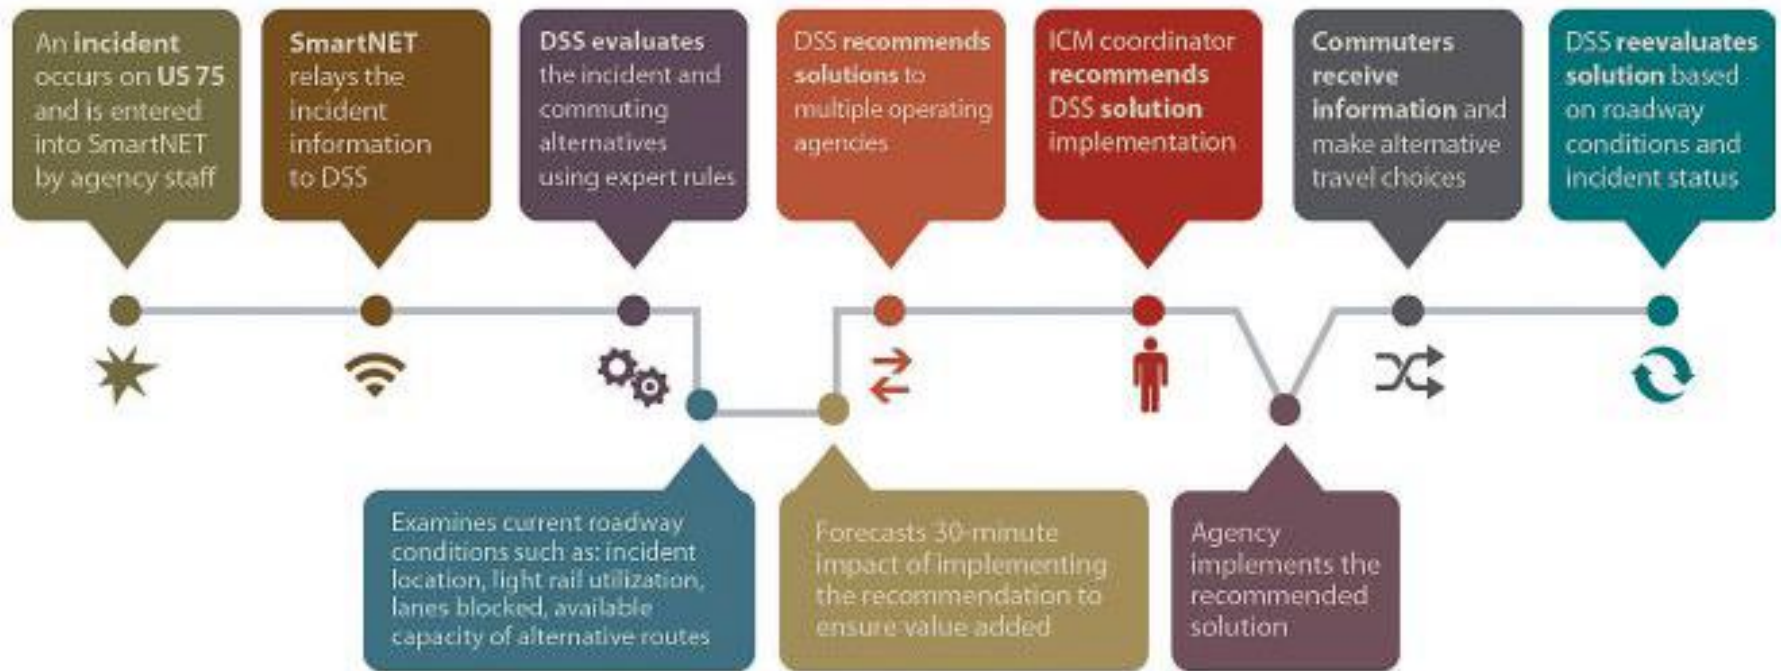 An incident
occurs on US 75
and is entered
into SmartNET
by agency staff
SmartNET
relays the
incident
information
to DSS
DSS evaluates
the incident and
commuting
alternatives
using expert rules
Examines current roadway
conditions such as: incident
location, light rail utilization,
lanes blocked, available
capacity of alternative routes
Forecasts 30-minute
impact of implementing
the recommendation to
ensure value added
DSS recommends
solutions to
multiple operating
agencies
ICM coordinator
recommends
DSS solution
implementation
Agency
implements the
recommended
solution
Commuters
receive
information and
make alternative
travel choices
DSS reevaluates
solution based
on roadway
conditions and
incident status